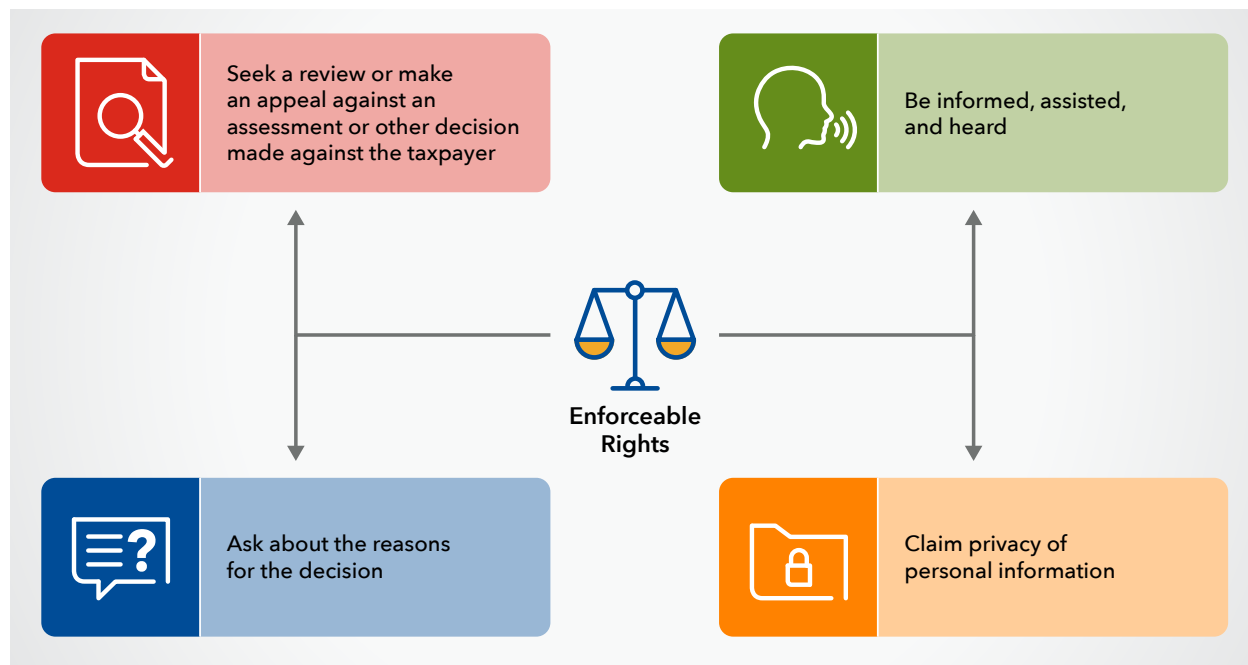 Seek a review or make
an appeal against an
assessment or other decision
made against the taxpayer
Be informed, assisted,
and heard
Enforceable
Rights
Ask about the reasons
for the decision
Claim privacy of
personal information